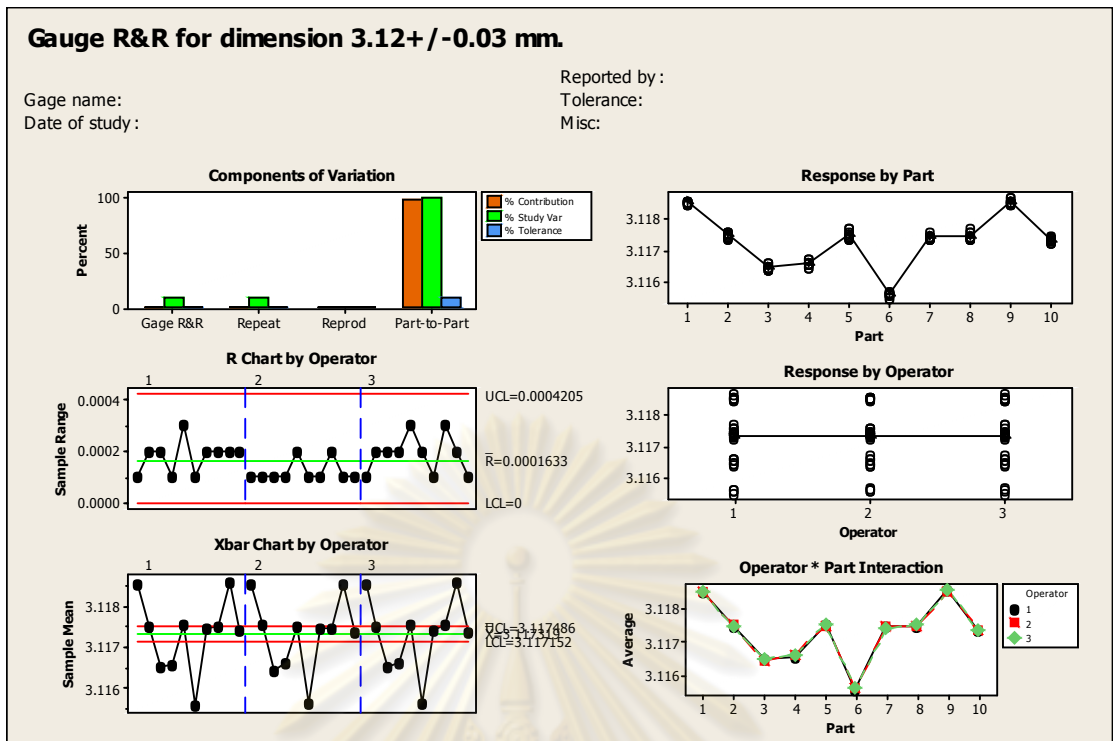 Gauge R&R for dimension 3.12+/-0.03 mm.
Reported by :
Gage name:
Tolerance:
Date of study :
Misc:
Components of Variation
Percent
100
50
0
Gage R&R Repeat Reprod Part-to-Part
% Contribution
% Study Var
% Tolerance
Response by Part
3.118
3.117
3.116
1 2 3 4 5 6 7 8 9 10
Part
R Chart by Operator
1 2 3
Sample Range
0.0004
0.0002
0.0000
UCL=0.0004205
R=0.0001633
LCL=0
Response by Operator
3.118
3.117
3.116
1 2 3
Operator
Xbar Chart by Operator
1 2 3
Sample Mean
3.118
3.117
3.116
UCL=3.117486
X=3.117319
LCL=3.117152
Operator * Part Interaction
Average
3.118
3.117
3.116
1 2 3 4 5 6 7 8 9 10
Part
Operator
1
2
3